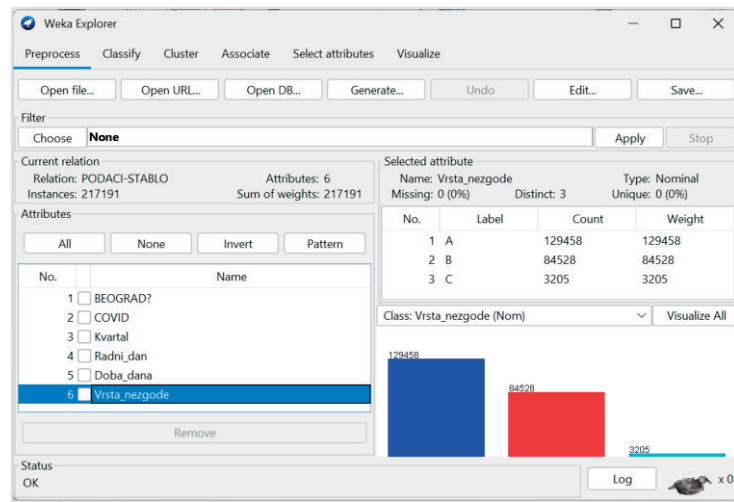 Weka Explorer
Preprocess Classify Cluster Associate Select attributes Visualize
Open file... Open URL... Open DB... Generate... Undo Edit... Save...
Filter
Choose None Apply Stop
Current relation
Relation: PODACI-STABLO Attributes: 6
Instances: 217191 Sum of weights: 217191
Attributes
All None Invert Pattern
No. Name
1 BEOGRAD?
2 COVID
3 Kvartal
4 Radni_dan
5 Doba_dana
6 Vrsta_nezgode
Remove
Selected attribute
Name: Vrsta_nezgode Type: Nominal
Missing: 0 (0%) Distinct: 3 Unique: 0 (0%)
No. Label Count Weight
1 A 129458 129458
2 B 84528 84528
3 C 3205 3205
Class: Vrsta_nezgode (Nom) Visualize All
129458
84528
3205
Status
OK Log x 0